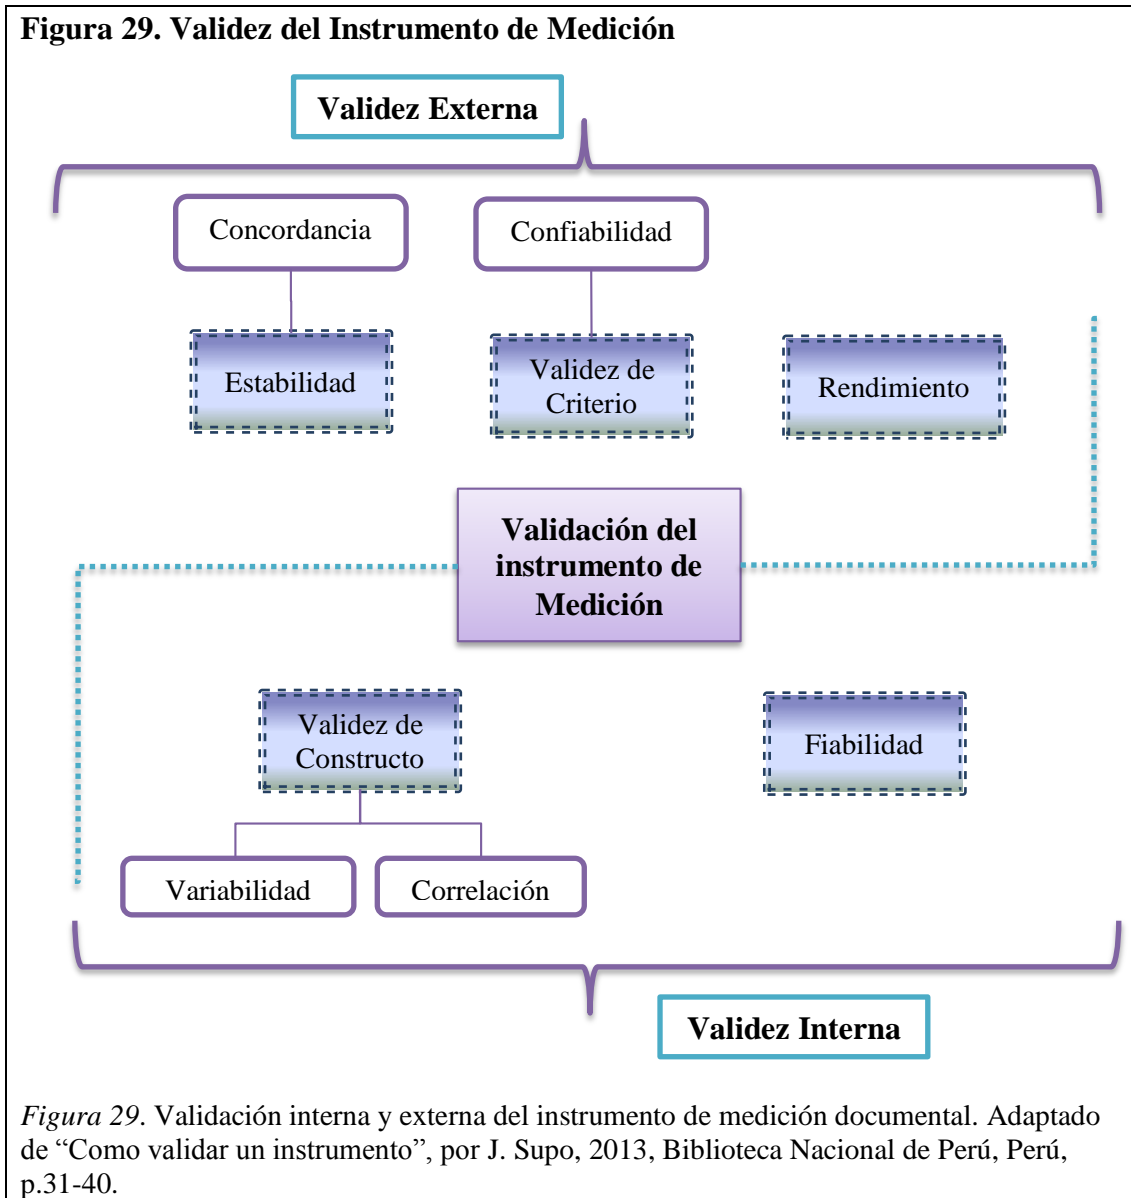 Figura 29. Validez del Instrumento de Medición
Validez Externa
Concordancia
Confiabilidad
Estabilidad
Validez de
Criterio
Rendimiento
Validación del
instrumento de
Medición
Validez de
Constructo
Fiabilidad
Variabilidad
Correlación
Validez Interna
Figura 29. Validación interna y externa del instrumento de medición documental. Adaptado
de “Como validar un instrumento”, por J. Supo, 2013, Biblioteca Nacional de Perú, Perú,
p.31-40.